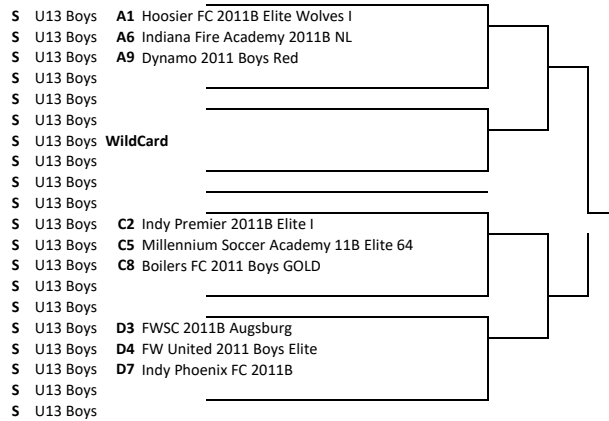 S U13 Boys A1 Hoosier FC 2011B Elite Wolves I
S U13 Boys A6 Indiana Fire Academy 2011B NL
S U13 Boys A9 Dynamo 2011 Boys Red
S U13 Boys
S U13 Boys
S U13 Boys
S U13 Boys WildCard
S U13 Boys
S U13 Boys
S U13 Boys
S U13 Boys C2 Indy Premier 2011B Elite I
S U13 Boys C5 Millennium Soccer Academy 11B Elite 64
S U13 Boys C8 Boilers FC 2011 Boys GOLD
S U13 Boys
S U13 Boys
S U13 Boys D3 FWSC 2011B Augsburg
S U13 Boys D4 FW United 2011 Boys Elite
S U13 Boys D7 Indy Phoenix FC 2011B
S U13 Boys
S U13 Boys